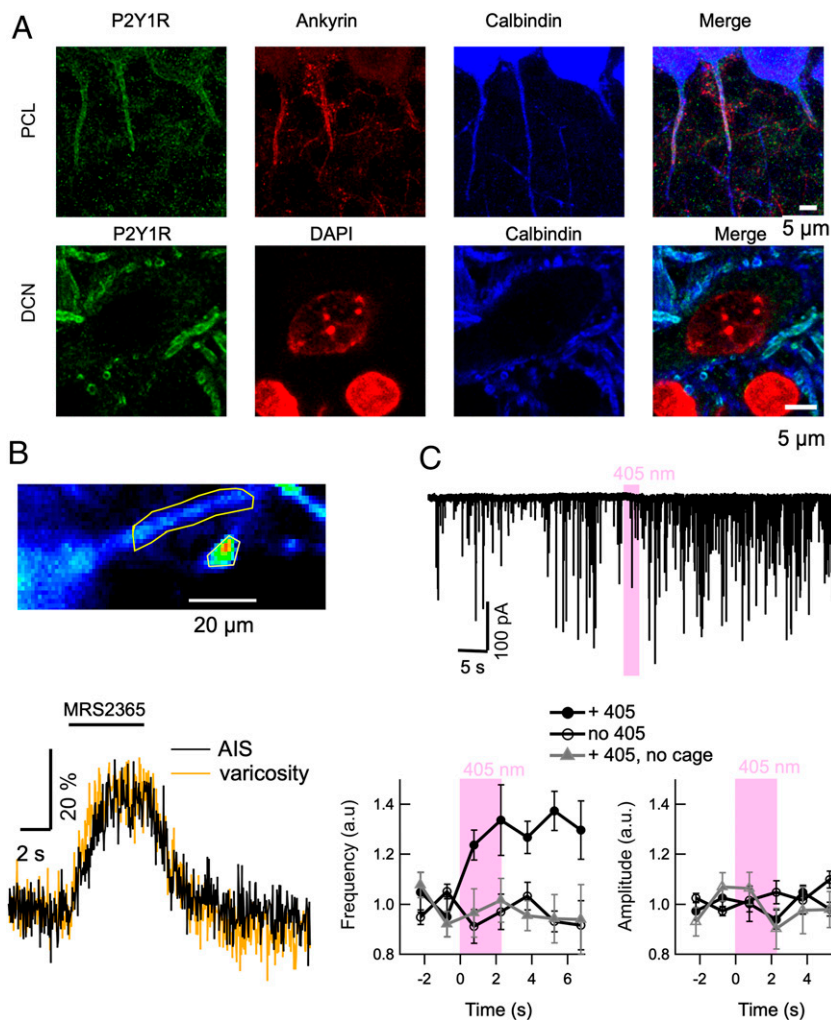 A
P2Y1R Ankyrin Calbindin Merge
PCL
5 µm
P2Y1R DAPI Calbindin Merge
DCN
5 µm
B
20 µm
MRS2365
20 %
2 s
AIS
varicosity
C
405 nm
100 pA
5 s
+ 405
no 405
+ 405, no cage
405 nm
Frequency (a.u)
1.4
1.2
1.0
0.8
-2 0 2 4 6
Time (s)
405 nm
Amplitude (a.u.)
1.4
1.2
1.0
0.8
-2 0 2 4
Time (s)